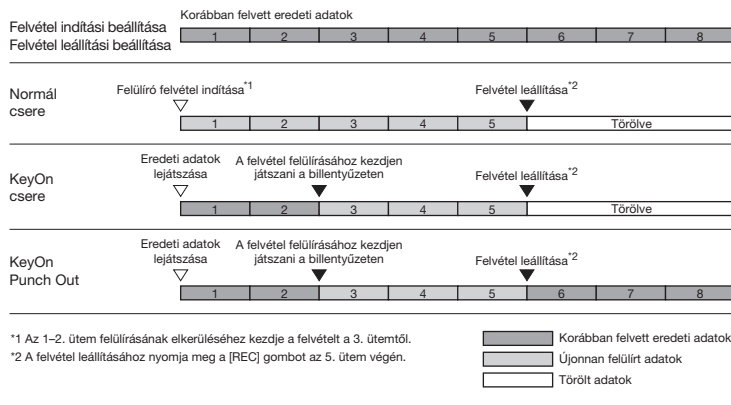 Felvétel indítási beállítása
Felvétel leállítási beállítása
Korábban felvett eredeti adatok
1 2 3 4 5 6 7 8
Normál
csere
Felülíró felvétel indítása*1
Felvétel leállítása*2
1 2 3 4 5 Törölve
KeyOn
csere
Eredeti adatok
lejátszása
A felvétel felülírásához kezdjen
játszani a billentyűzeten
Felvétel leállítása*2
1 2 3 4 5 Törölve
KeyOn
Punch Out
Eredeti adatok
lejátszása
A felvétel felülírásához kezdjen
játszani a billentyűzeten
Felvétel leállítása*2
1 2 3 4 5 6 7 8
*1 Az 1–2. ütem felülírásának elkerüléséhez kezdje a felvételt a 3. ütemtől.
*2 A felvétel leállításához nyomja meg a [REC] gombot az 5. ütem végén.
Korábban felvett eredeti adatok
Újonnan felülírt adatok
Törölt adatok